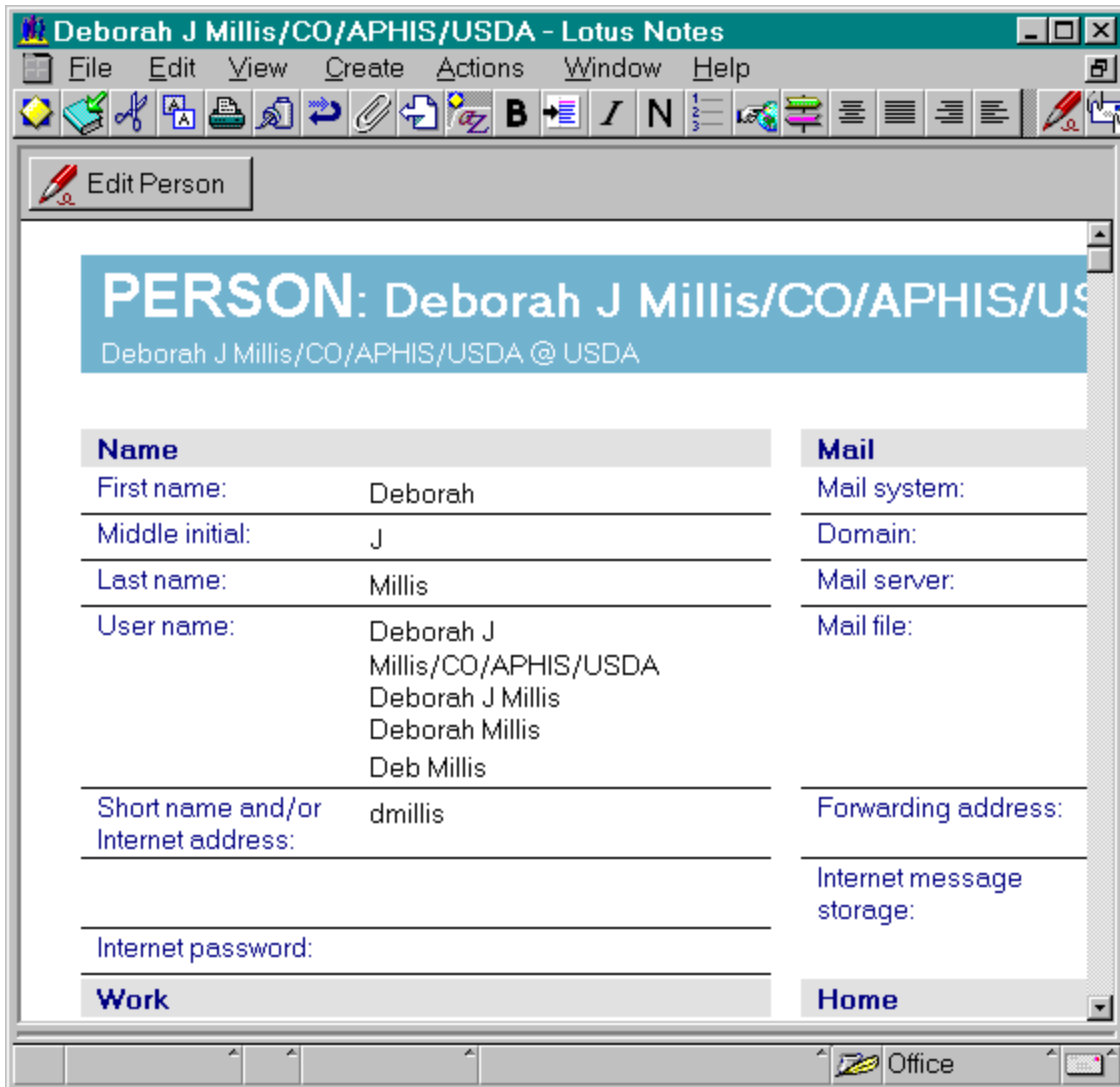 Deborah J Millis/CO/APHIS/USDA - Lotus Notes
File Edit View Create Actions Window Help
B I N
Edit Person
PERSON: Deborah J Millis/CO/APHIS/US
Deborah J Millis/CO/APHIS/USDA @ USDA
Name
First name: Deborah
Middle initial: J
Last name: Millis
User name: Deborah J
Millis/CO/APHIS/USDA
Deborah J Millis
Deborah Millis
Deb Millis
Short name and/or dmillis
Internet address:
Internet password:
Work
Mail
Mail system:
Domain:
Mail server:
Mail file:
Forwarding address:
Internet message
storage:
Home
Office